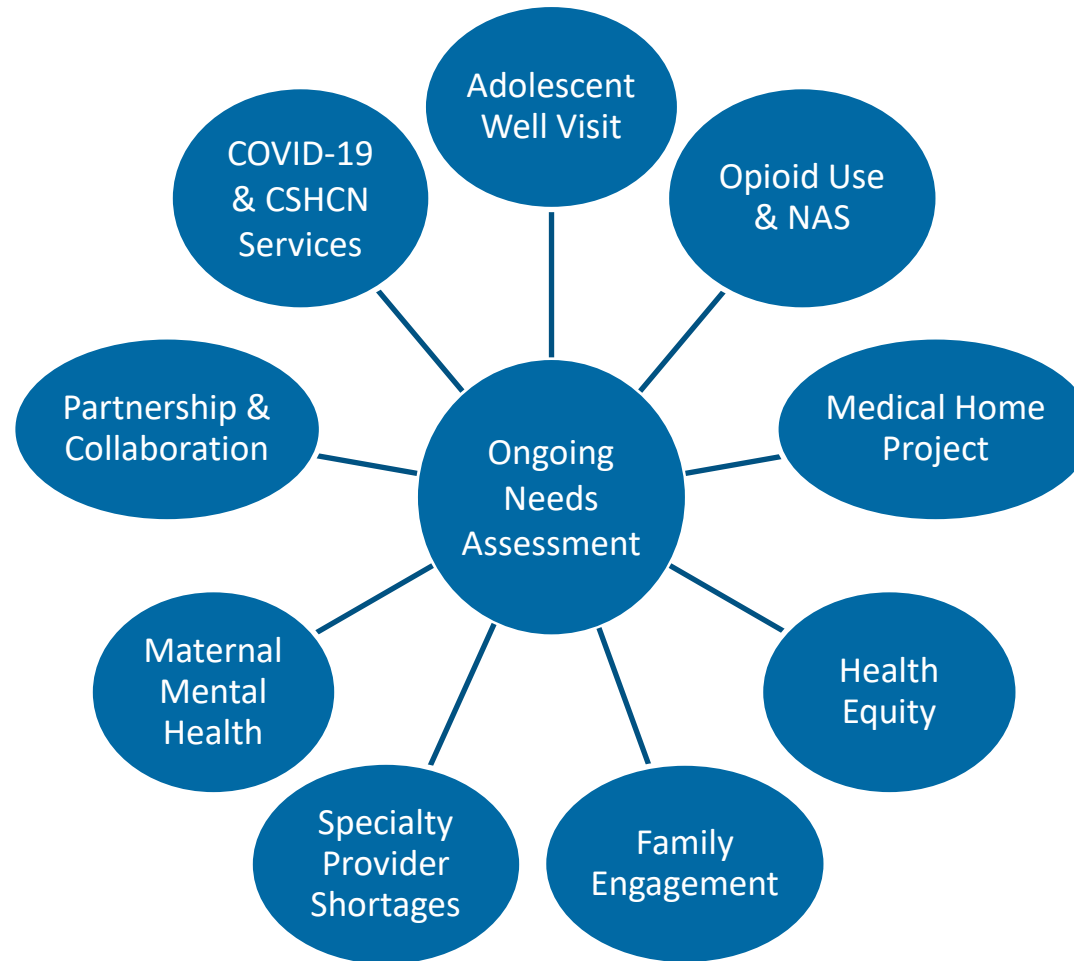 Adolescent
Well Visit
Opioid Use
& NAS
Medical Home
Project
Health
Equity
Family
Engagement
Specialty
Provider
Shortages
Maternal
Mental
Health
Partnership &
Collaboration
COVID-19
& CSHCN
Services
Ongoing
Needs
Assessment